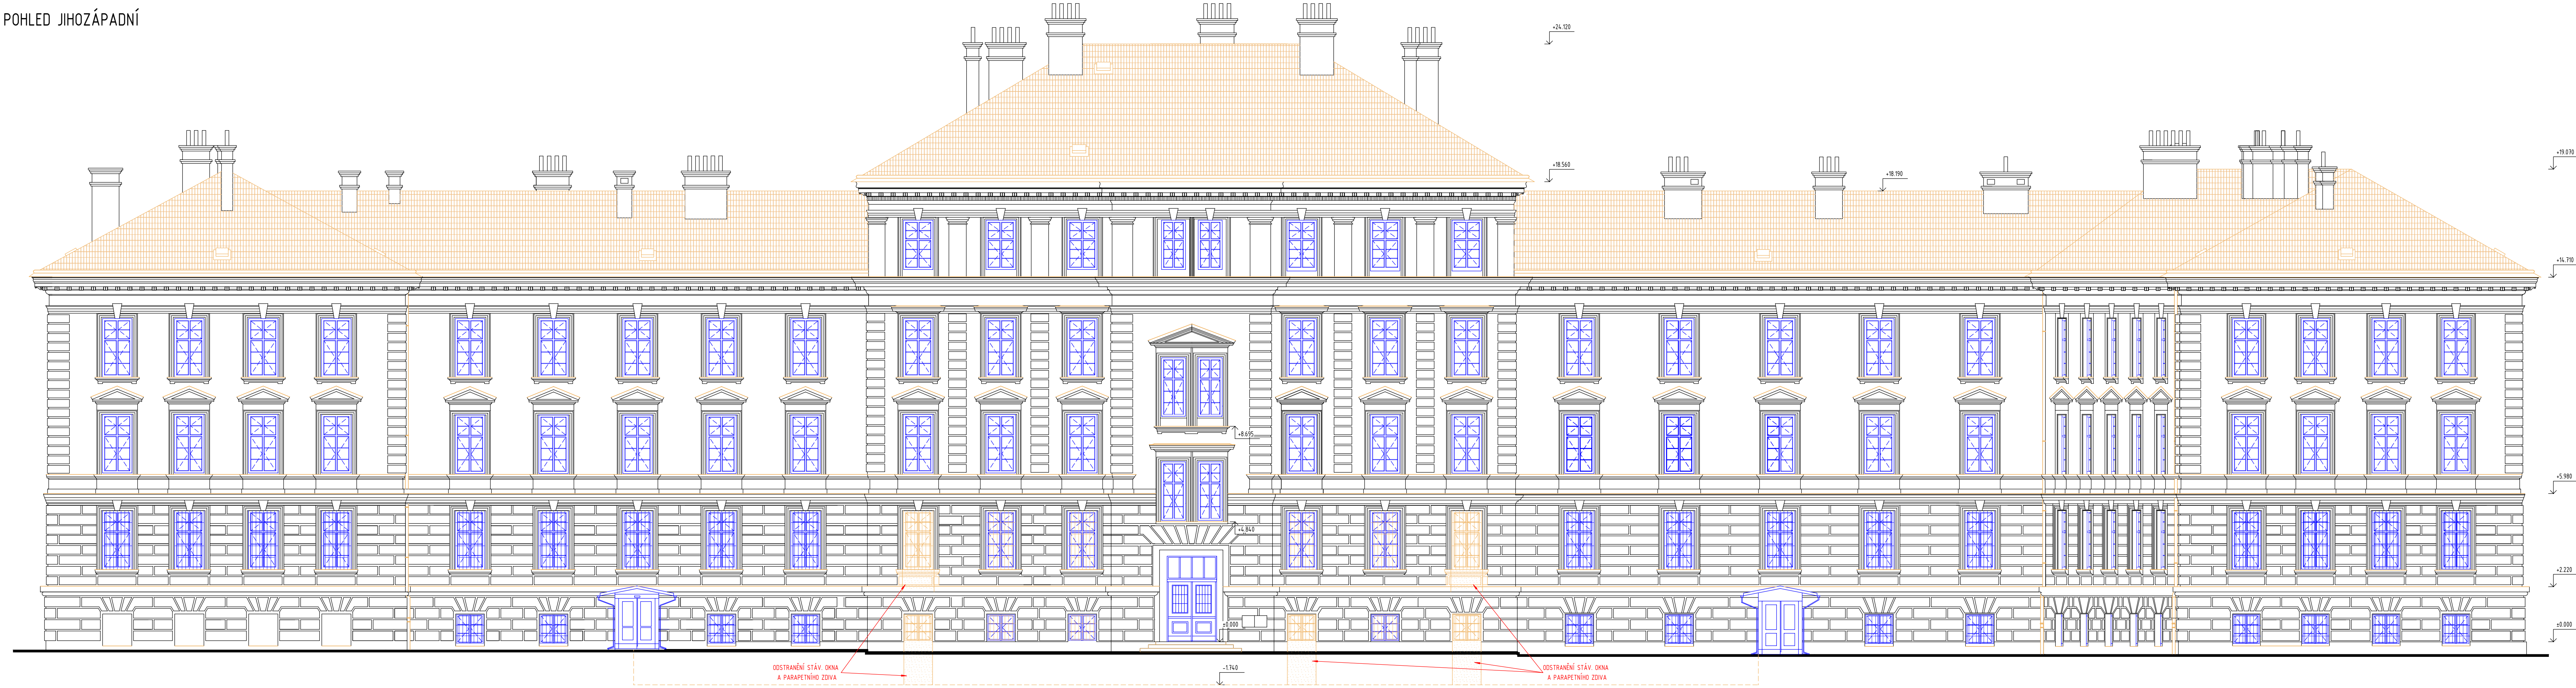 POHLED JIHOZÁPADNÍ
+24.120
+18.560
+18.190
+19.070
+14.710
+8.695
+5.980
+4.840
+2.220
±0.000
±0.000
ODSTRANĚNÍ STÁV. OKNA
A PARAPETNÍHO ZDIVA
-1.740
ODSTRANĚNÍ STÁV. OKNA
A PARAPETNÍHO ZDIVA